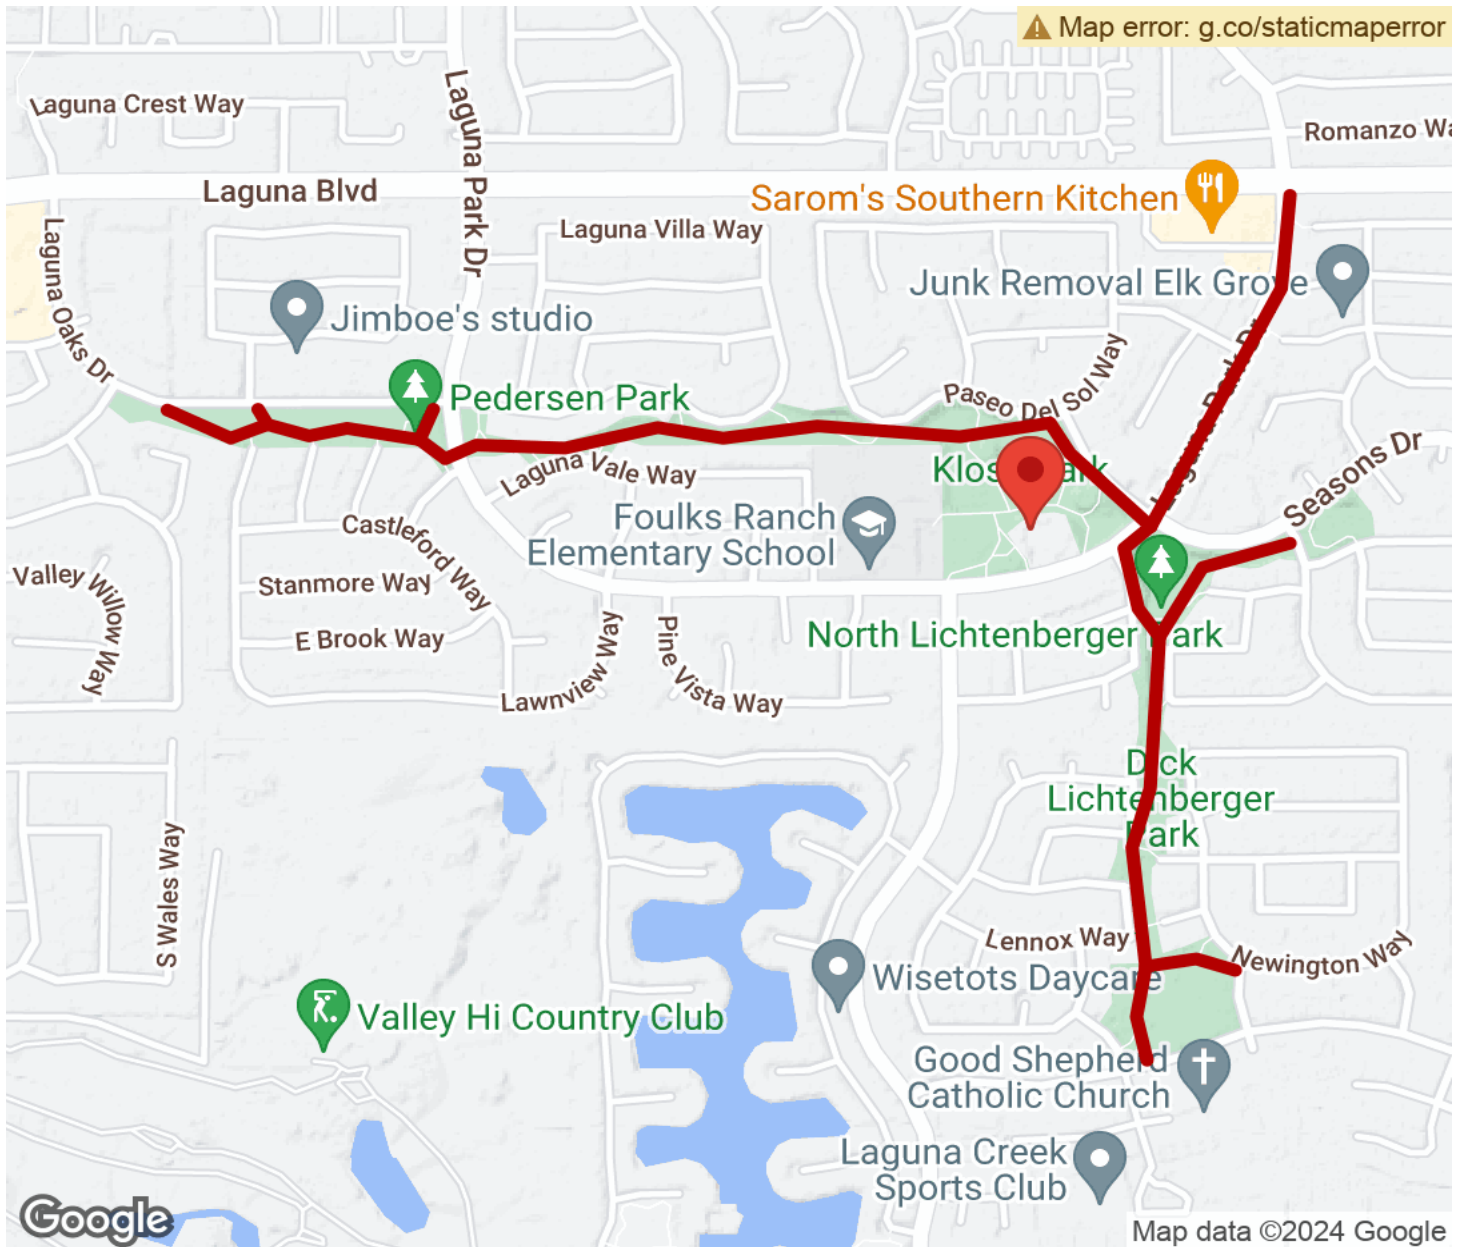 Map error: g.co/staticmaperror
Laguna Crest Way
Laguna Park Dr
Romanzo Wa
Laguna Blvd
Sarom's Southern Kitchen
Laguna Villa Way
Laguna Oaks Dr
Junk Removal Elk Grove
Jimboe's studio
Laguna Park Dr
Pedersen Park
Paseo Del Sol Way
Seasons Dr
Laguna Vale Way
Foulks Ranch
Elementary School
Castleford Way
Valley Willow Way
Stanmore Way
E Brook Way
North Lichtenberger Park
Lawnview Way
Pine Vista Way
Dick
Lichtenberger
Park
S Wales Way
Lennox Way
Newington Way
Wisetots Daycare
Valley Hi Country Club
Good Shepherd
Catholic Church
Laguna Creek
Sports Club
Google
Map data ©2024 Google